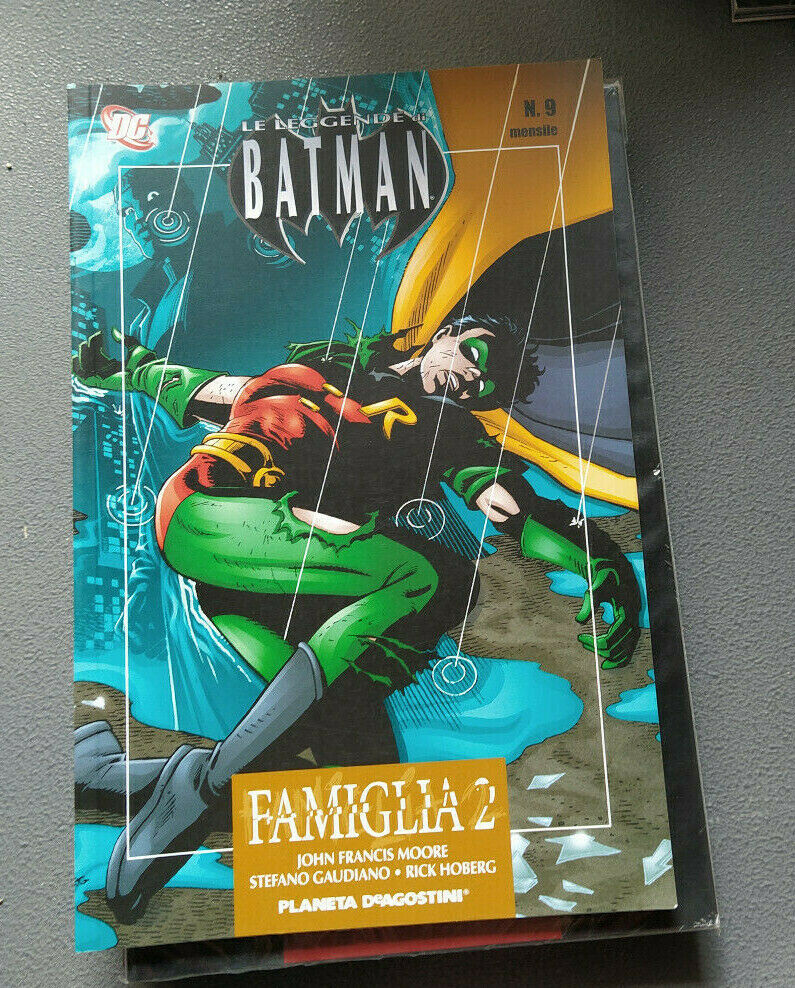 DC
N. 9
mensile
LE LEGGENDE di
BATMAN®
R
FAMIGLIA 2
JOHN FRANCIS MOORE
STEFANO GAUDIANO • RICK HOBERG
PLANETA DeAGOSTINI®